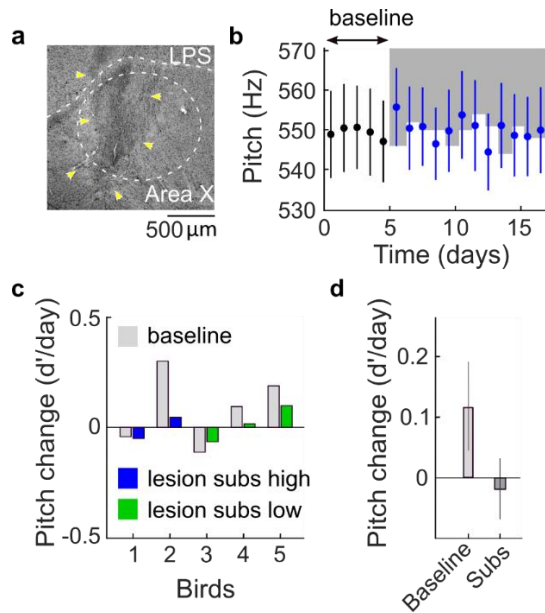 a
LPS
Area X
500 μm
b
baseline
570
560
550
540
530
Pitch (Hz)
0
5
10
15
Time (days)
c
0.5
0
-0.5
Pitch change (d'/day)
baseline
lesion subs high
lesion subs low
1 2 3 4 5
Birds
d
0.2
0.1
0
Pitch change (d'/day)
Baseline
Subs